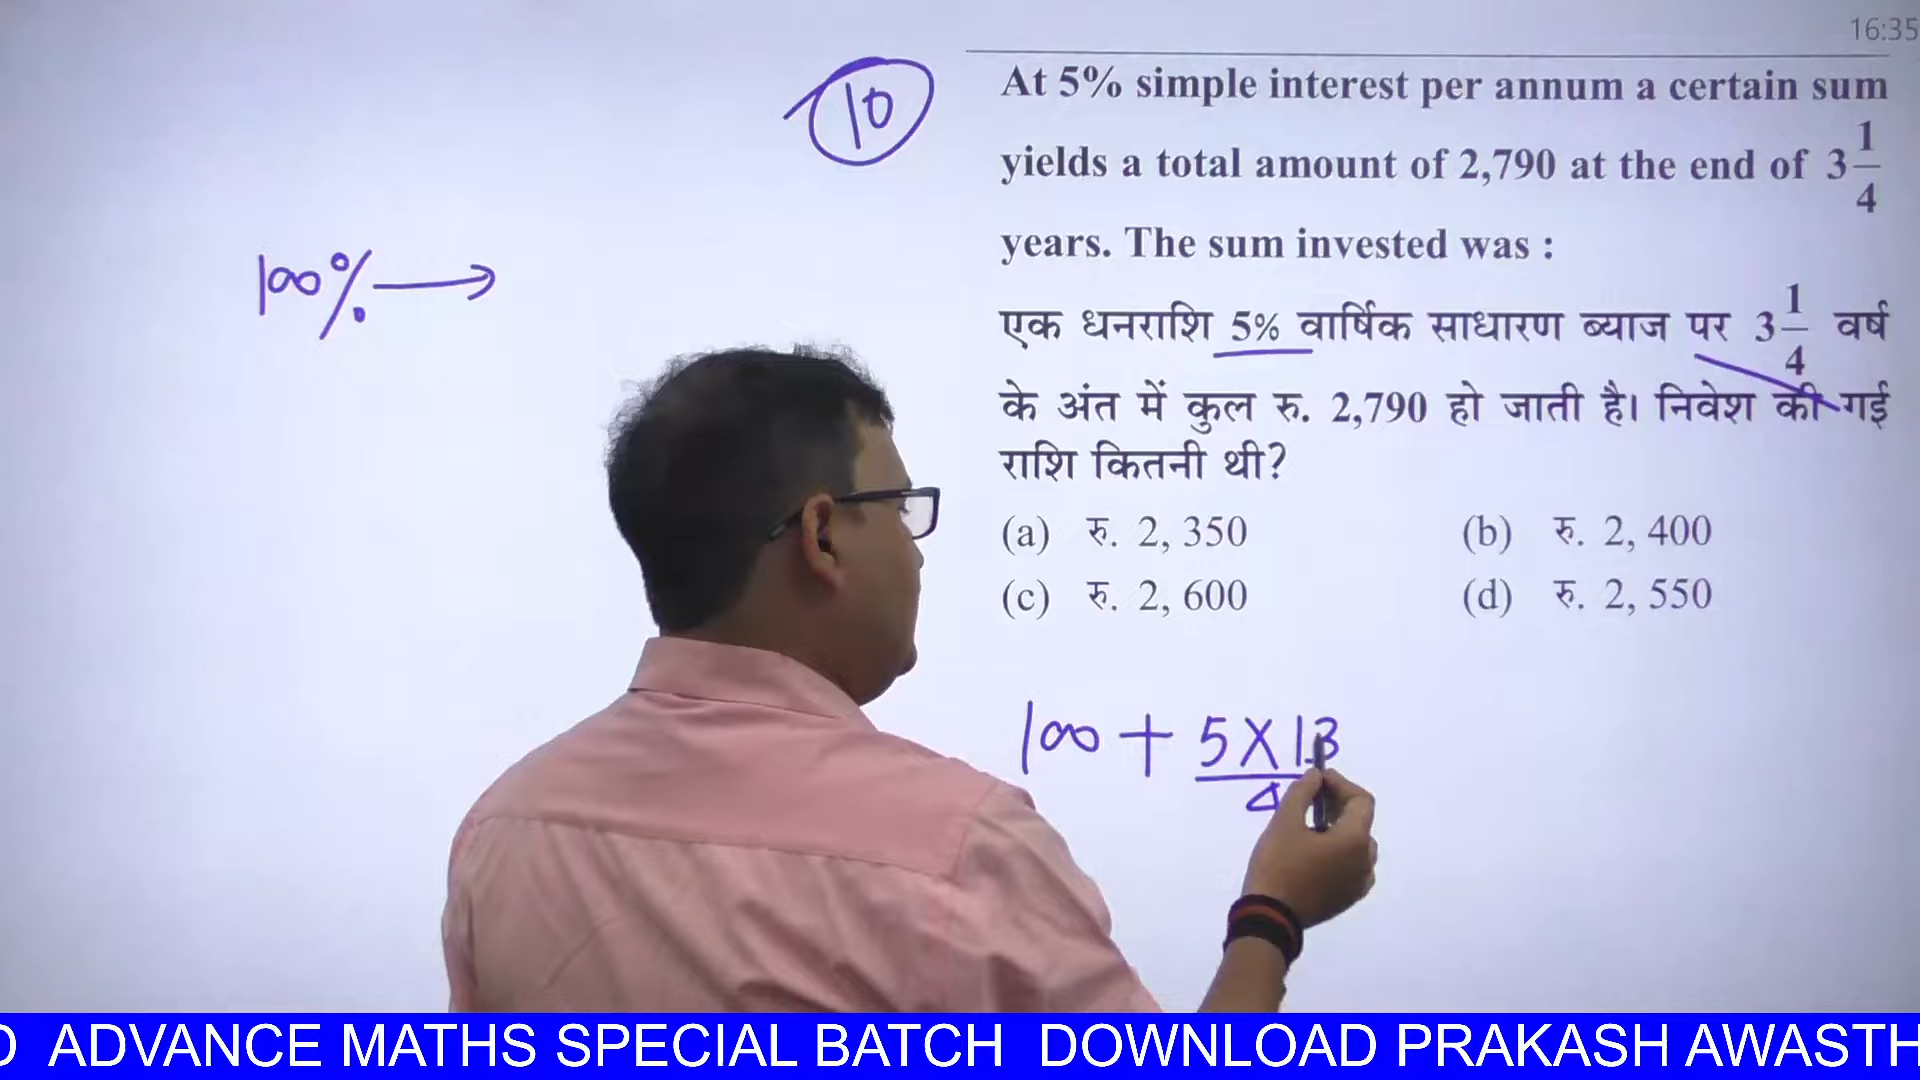 16:35
10
At 5% simple interest per annum a certain sum
yields a total amount of 2,790 at the end of 3 1/4
years. The sum invested was :
100% →
एक धनराशि 5% वार्षिक साधारण ब्याज पर 3 1/4 वर्ष
के अंत में कुल रु. 2,790 हो जाती है। निवेश की गई
राशि कितनी थी?
(a) रु. 2, 350 (b) रु. 2, 400
(c) रु. 2, 600 (d) रु. 2, 550
100 + 5 X 13
4
ADVANCE MATHS SPECIAL BATCH DOWNLOAD PRAKASH AWASTH